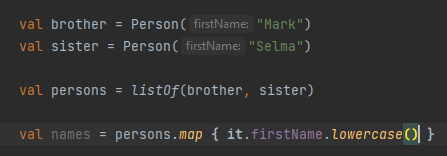 val brother = Person( firstName: "Mark")
val sister = Person( firstName: "Selma")
val persons = listOf(brother, sister)
val names = persons.map { it.firstName.lowercase() }